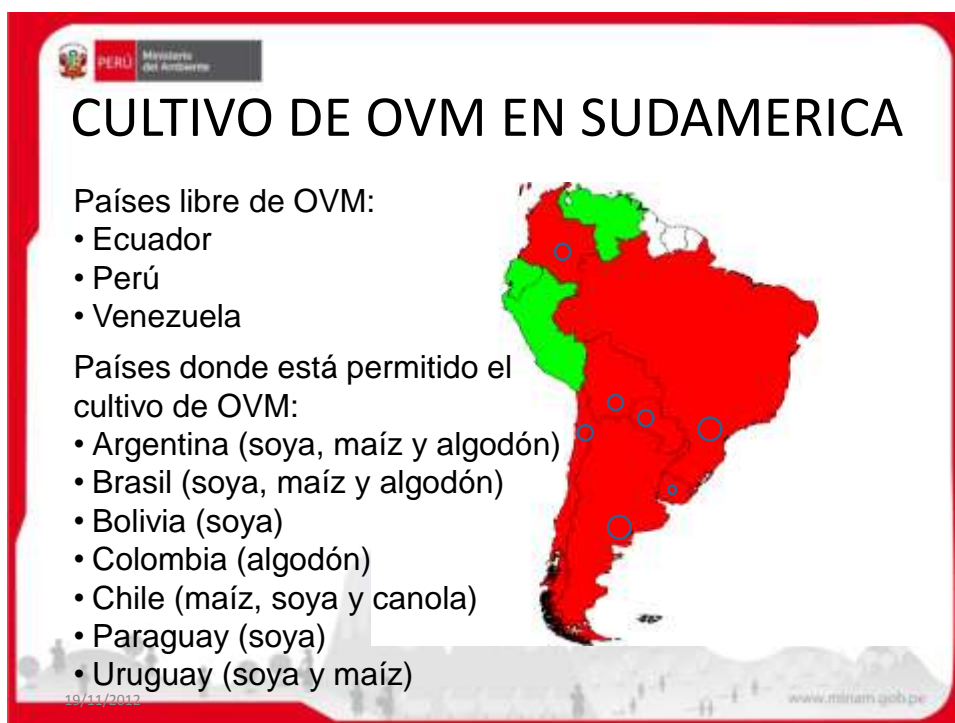 PERÚ Ministerio
del Ambiente
CULTIVO DE OVM EN SUDAMERICA
Países libre de OVM:
• Ecuador
• Perú
• Venezuela
Países donde está permitido el
cultivo de OVM:
• Argentina (soya, maíz y algodón)
• Brasil (soya, maíz y algodón)
• Bolivia (soya)
• Colombia (algodón)
• Chile (maíz, soya y canola)
• Paraguay (soya)
• Uruguay (soya y maíz)
19/11/2012
www.minam.gob.pe